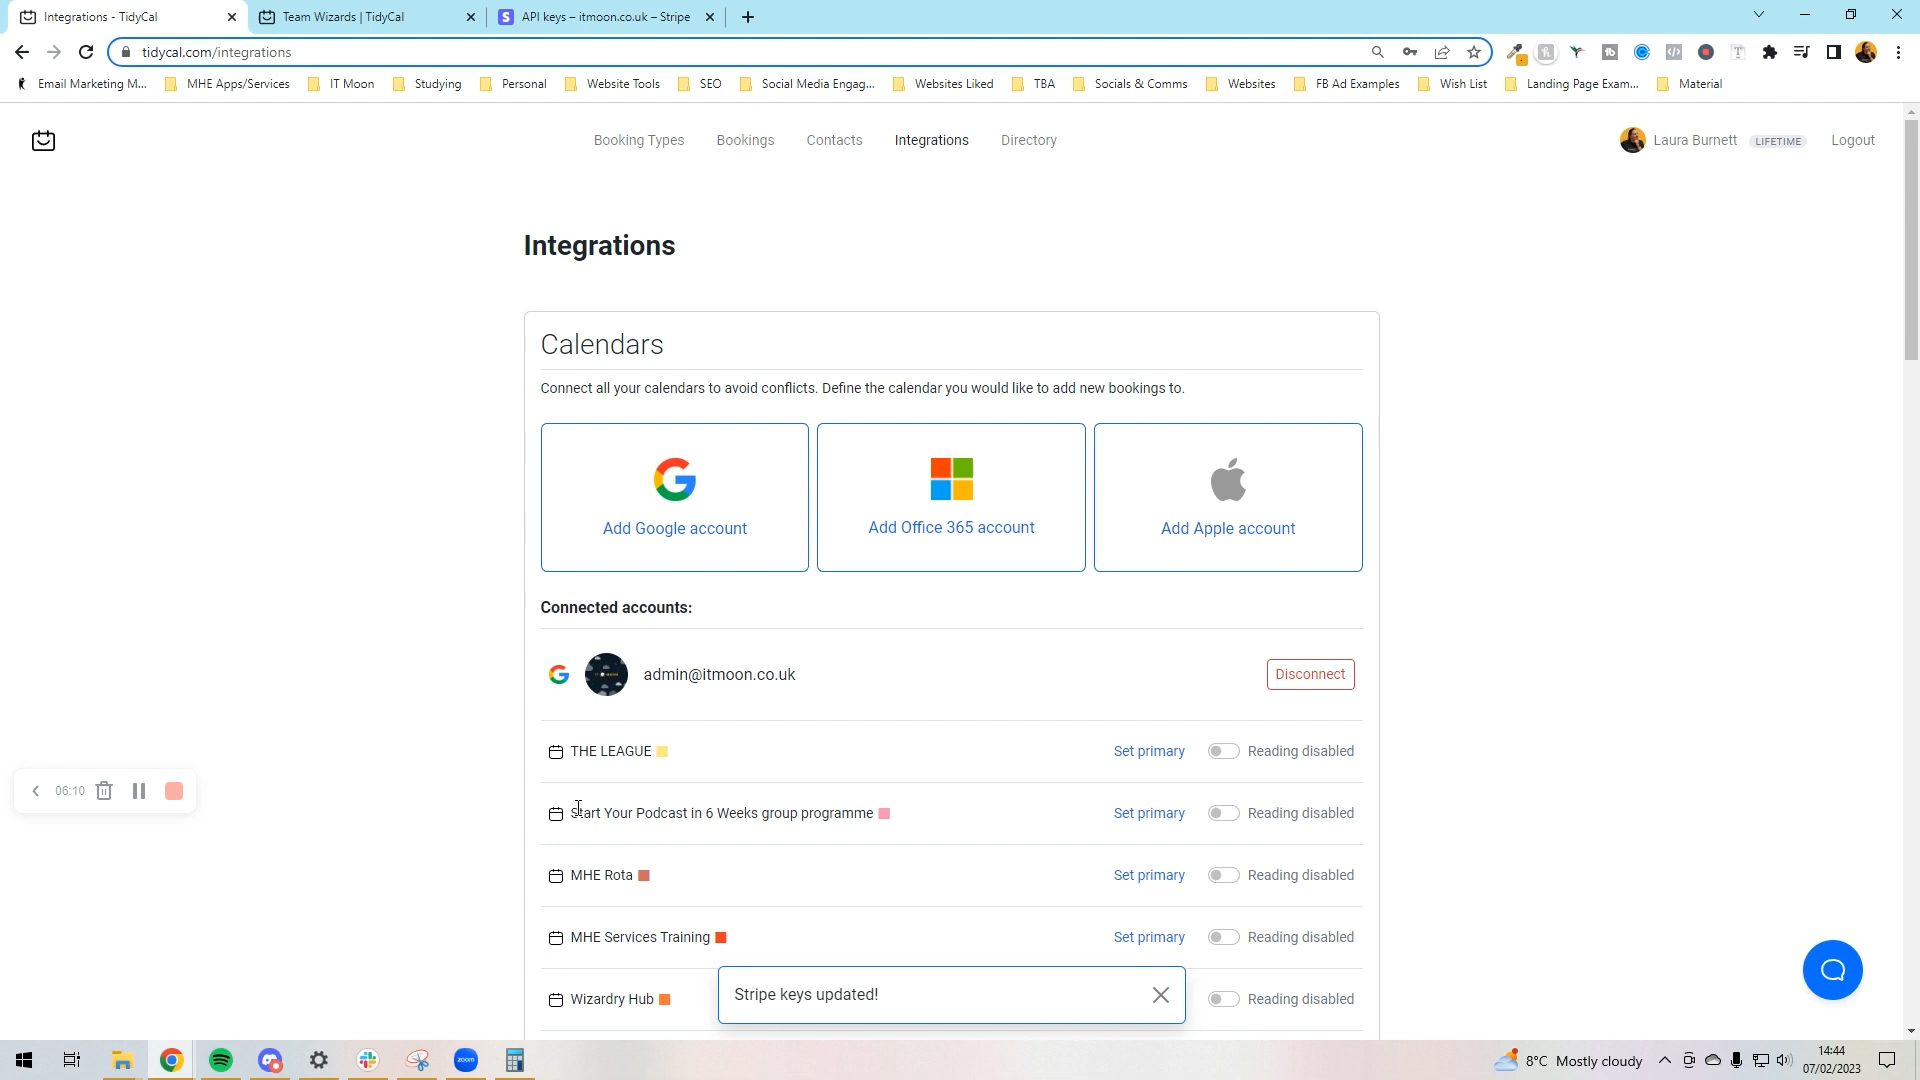 Integrations - TidyCal
Team Wizards | TidyCal
API keys – itmoon.co.uk – Stripe
tidycal.com/integrations
Email Marketing M...
MHE Apps/Services
IT Moon
Studying
Personal
Website Tools
SEO
Social Media Engag...
Websites Liked
TBA
Socials & Comms
Websites
FB Ad Examples
Wish List
Landing Page Exam...
Material
Booking Types
Bookings
Contacts
Integrations
Directory
Laura Burnett
LIFETIME
Logout
Integrations
Calendars
Connect all your calendars to avoid conflicts. Define the calendar you would like to add new bookings to.
Add Google account
Add Office 365 account
Add Apple account
Connected accounts:
admin@itmoon.co.uk
Disconnect
THE LEAGUE
Set primary
Reading disabled
06:10
Start Your Podcast in 6 Weeks group programme
Set primary
Reading disabled
MHE Rota
Set primary
Reading disabled
MHE Services Training
Set primary
Reading disabled
Stripe keys updated!
Wizardry Hub
Reading disabled
zoom
8°C Mostly cloudy
14:44
07/02/2023